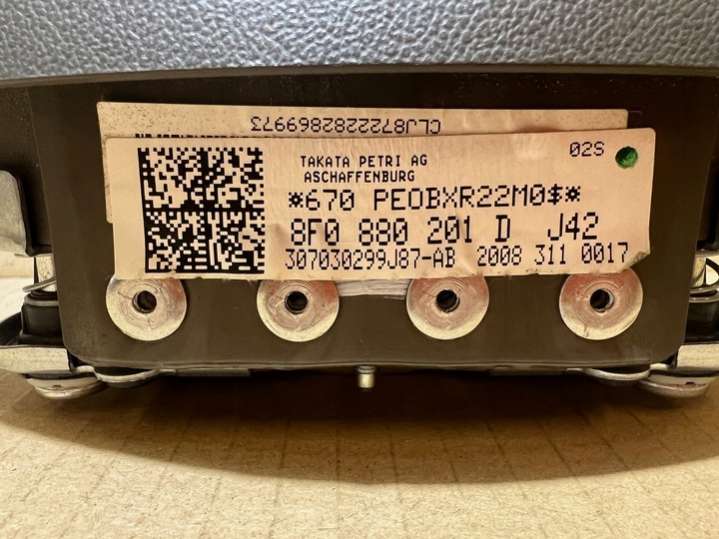 CLJ8722282869973
TAKATA PETRI AG
ASCHAFFENBURG
02S
*670 PEOBXR22M0$*
8F0 880 201 D J42
307030299J87-AB 2008 311 0017